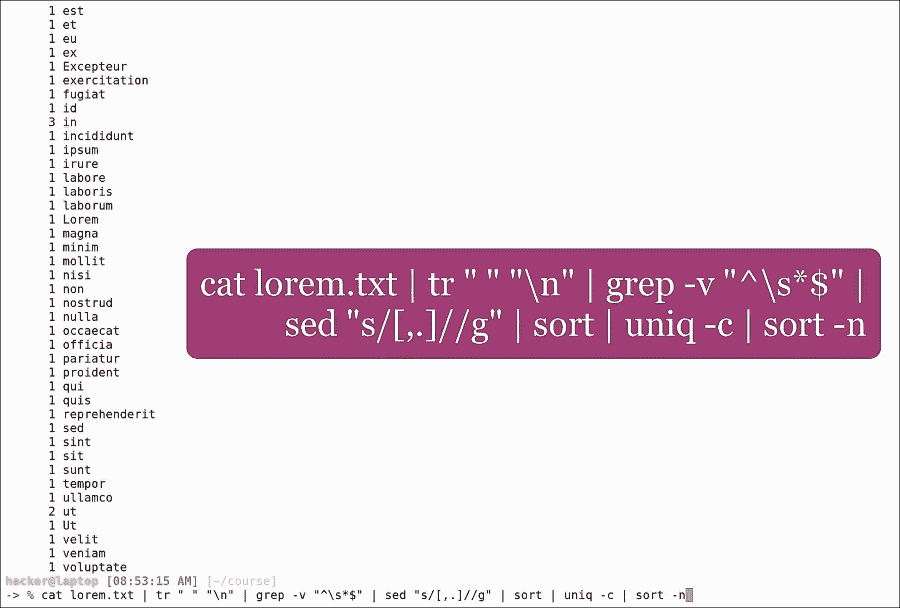 1 est
1 et
1 eu
1 ex
1 Excepteur
1 exercitation
1 fugiat
1 id
3 in
1 incididunt
1 ipsum
1 irure
1 labore
1 laboris
1 laborum
1 Lorem
1 magna
1 minim
1 mollit
1 nisi
1 non
1 nostrud
1 nulla
1 occaecat
1 officia
1 pariatur
1 proident
1 qui
1 quis
1 reprehenderit
1 sed
1 sint
1 sit
1 sunt
1 tempor
1 ullamco
2 ut
1 Ut
1 velit
1 veniam
1 voluptate
cat lorem.txt | tr " " "\n" | grep -v "^\s*$" |
sed "s/[,.]//g" | sort | uniq -c | sort -n
hacker@laptop [08:53:15 AM] [~/course]
-> % cat lorem.txt | tr " " "\n" | grep -v "^\s*$" | sed "s/[,.]//g" | sort | uniq -c | sort -n